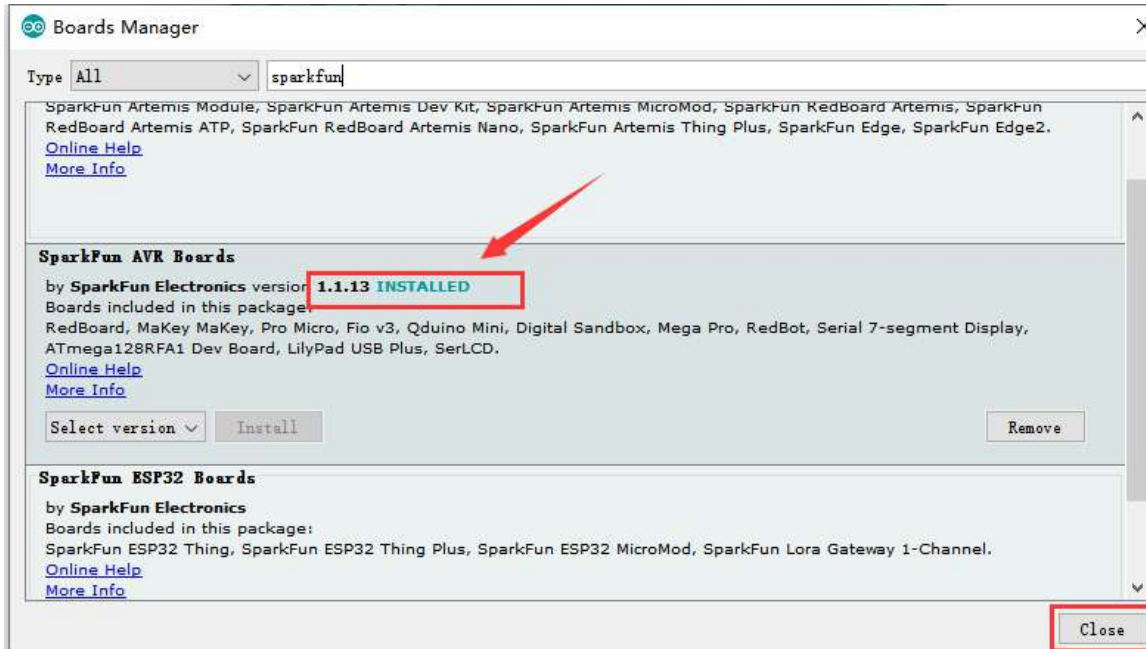 Boards Manager
Type All sparkfun
SparkFun Artemis Module, SparkFun Artemis Dev Kit, SparkFun Artemis MicroMod, SparkFun RedBoard Artemis, SparkFun
RedBoard Artemis ATP, SparkFun RedBoard Artemis Nano, SparkFun Artemis Thing Plus, SparkFun Edge, SparkFun Edge2.
Online Help
More Info
SparkFun AVR Boards
by SparkFun Electronics version 1.1.13 INSTALLED
Boards included in this package:
RedBoard, MaKey MaKey, Pro Micro, Fio v3, Qduino Mini, Digital Sandbox, Mega Pro, RedBot, Serial 7-segment Display,
ATmega128RFA1 Dev Board, LilyPad USB Plus, SerLCD.
Online Help
More Info
Select version Install Remove
SparkFun ESP32 Boards
by SparkFun Electronics
Boards included in this package:
SparkFun ESP32 Thing, SparkFun ESP32 Thing Plus, SparkFun ESP32 MicroMod, SparkFun Lora Gateway 1-Channel.
Online Help
More Info
Close